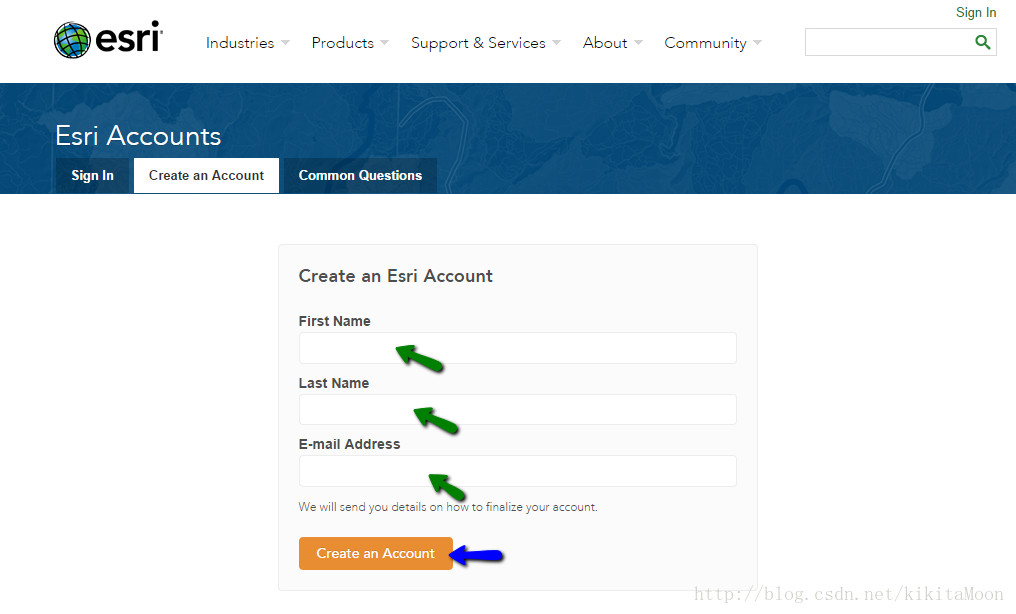 Sign In
esri
Industries Products Support & Services About Community
Esri Accounts
Sign In Create an Account Common Questions
Create an Esri Account
First Name
Last Name
E-mail Address
We will send you details on how to finalize your account.
Create an Account
http://blog.csdn.net/kikitaMoon